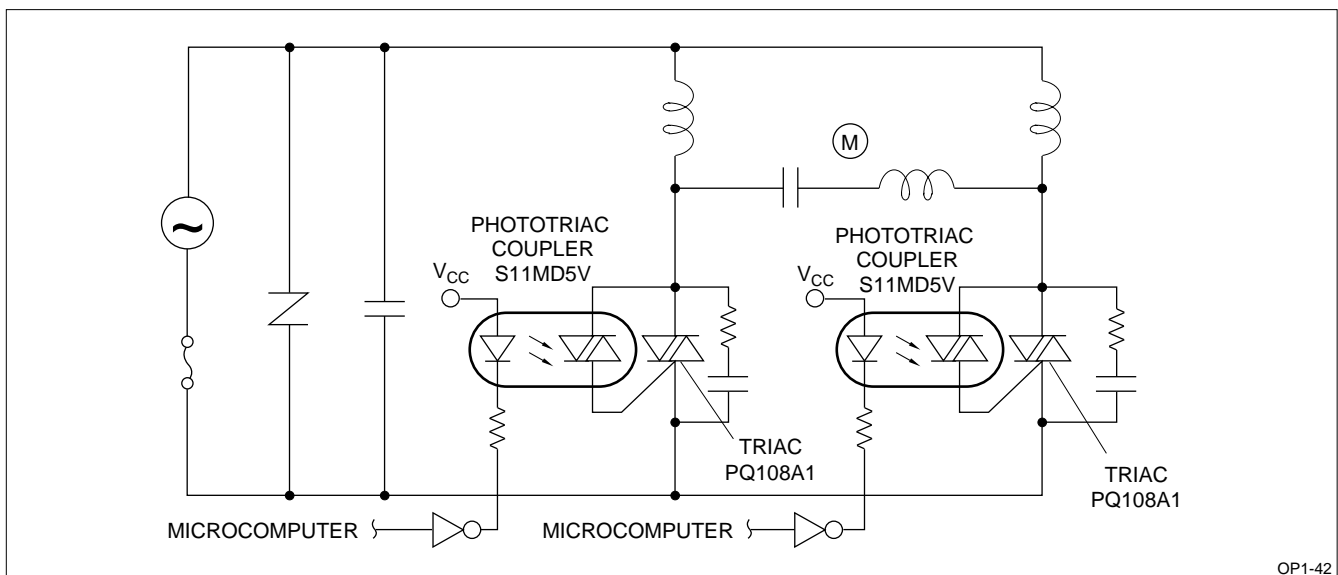 M
~
PHOTOTRIAC
COUPLER
S11MD5V
VCC
PHOTOTRIAC
COUPLER
S11MD5V
VCC
TRIAC
PQ108A1
TRIAC
PQ108A1
MICROCOMPUTER
MICROCOMPUTER
OP1-42